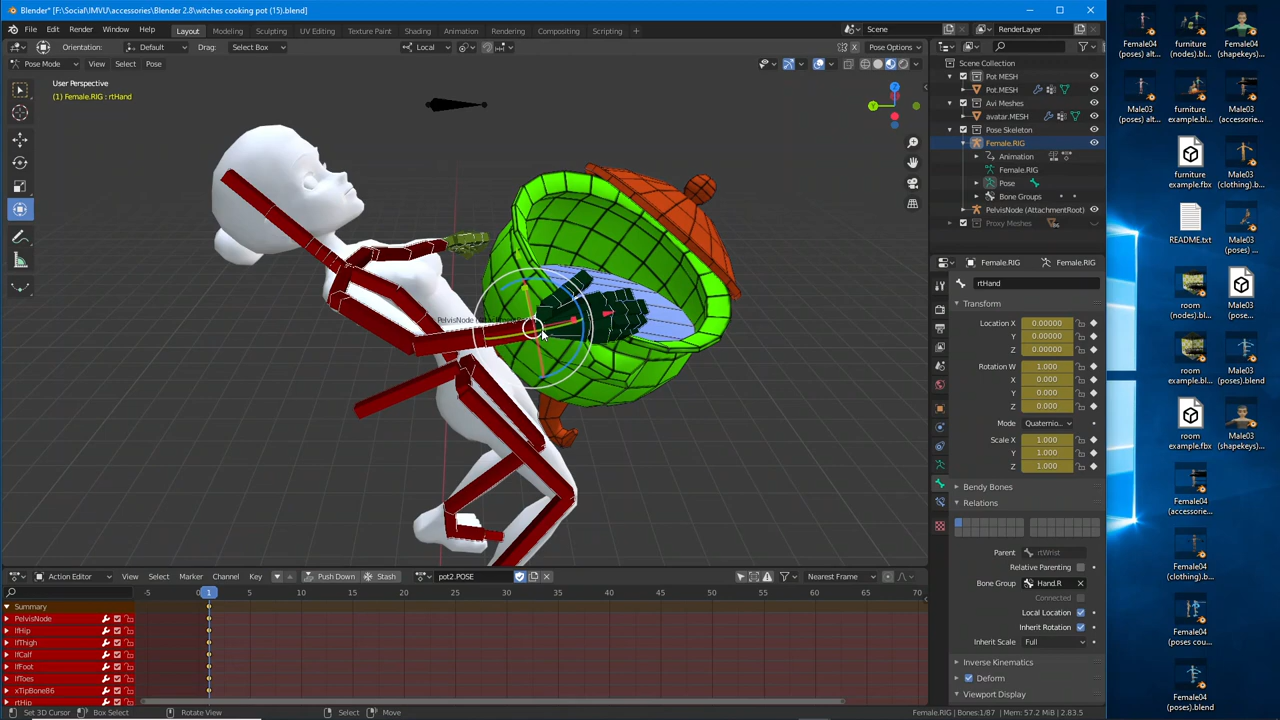 Blender* [F:\Social\IMVU\accessories\Blender 2.8\witches cooking pot (15).blend]
File Edit Render Window Help Layout Modeling Sculpting UV Editing Texture Paint Shading Animation Rendering Compositing Scripting +
Scene RenderLayer
Orientation: Default Drag: Select Box Local Pose Options
Pose Mode View Select Pose
User Perspective
(1) Female.RIG : rtHand
Z
Y
PelvisNode
Scene Collection
Pot MESH
Pot.MESH
Avi Meshes
avatar.MESH
Pose Skeleton
Female.RIG
Animation
Female.RIG
Pose
Bone Groups
PelvisNode (AttachmentRoot)
Proxy Meshes
Female.RIG Female.RIG
rtHand
Transform
Location X 0.00000
Y 0.00000
Z 0.00000
Rotation W 1.000
X 0.000
Y 0.000
Z 0.000
Mode Quaternio...
Scale X 1.000
Y 1.000
Z 1.000
Bendy Bones
Relations
Parent rtWrist
Relative Parenting
Bone Group Hand.R
Connected
Local Location
Inherit Rotation
Inherit Scale Full
Inverse Kinematics
Deform
Viewport Display
Action Editor View Select Marker Channel Key Push Down Stash pot2.POSE Nearest Frame
-5 0 1 5 10 15 20 25 30 35 40 45 50 55 60 65 70
Summary
PelvisNode
lfHip
lfThigh
lfCalf
lfFoot
lfToes
xTipBone86
rtHip
Set 3D Cursor Box Select Rotate View Select Move
Female.RIG | Bones:1/87 | Mem: 57.2 MiB | 2.83.5
Female04
(poses) alt...
furniture
(nodes).bl...
Female04
(shapekeys)...
Male03
(poses) alt...
furniture
example.bl...
Male03
(accessorie...
furniture
example.fbx
Male03
(clothing).b...
README.txt
Male03
(poses) ...
room
(nodes).ble...
Male03
(poses)...
room
example.bl...
Male03
(poses).blend
room
example.fbx
Male03
(shapekeys)...
Female04
(accessorie...
Female04
(clothing).b...
Female04
(poses cou...
Female04
(poses).blend